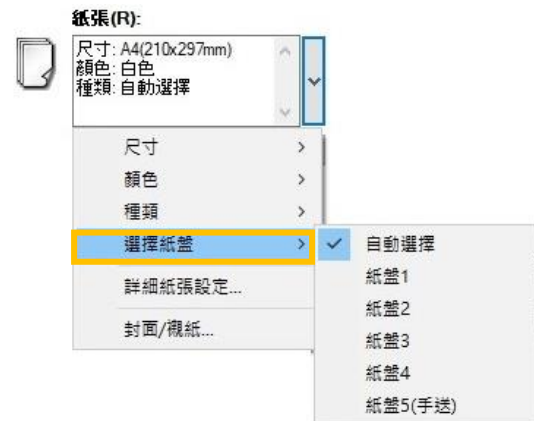 紙張(R):
尺寸: A4(210x297mm)
顏色: 白色
種類: 自動選擇
尺寸
顏色
種類
選擇紙盤
自動選擇
紙盤1
詳細紙張設定...
紙盤2
封面/襯紙...
紙盤3
紙盤4
紙盤5(手送)